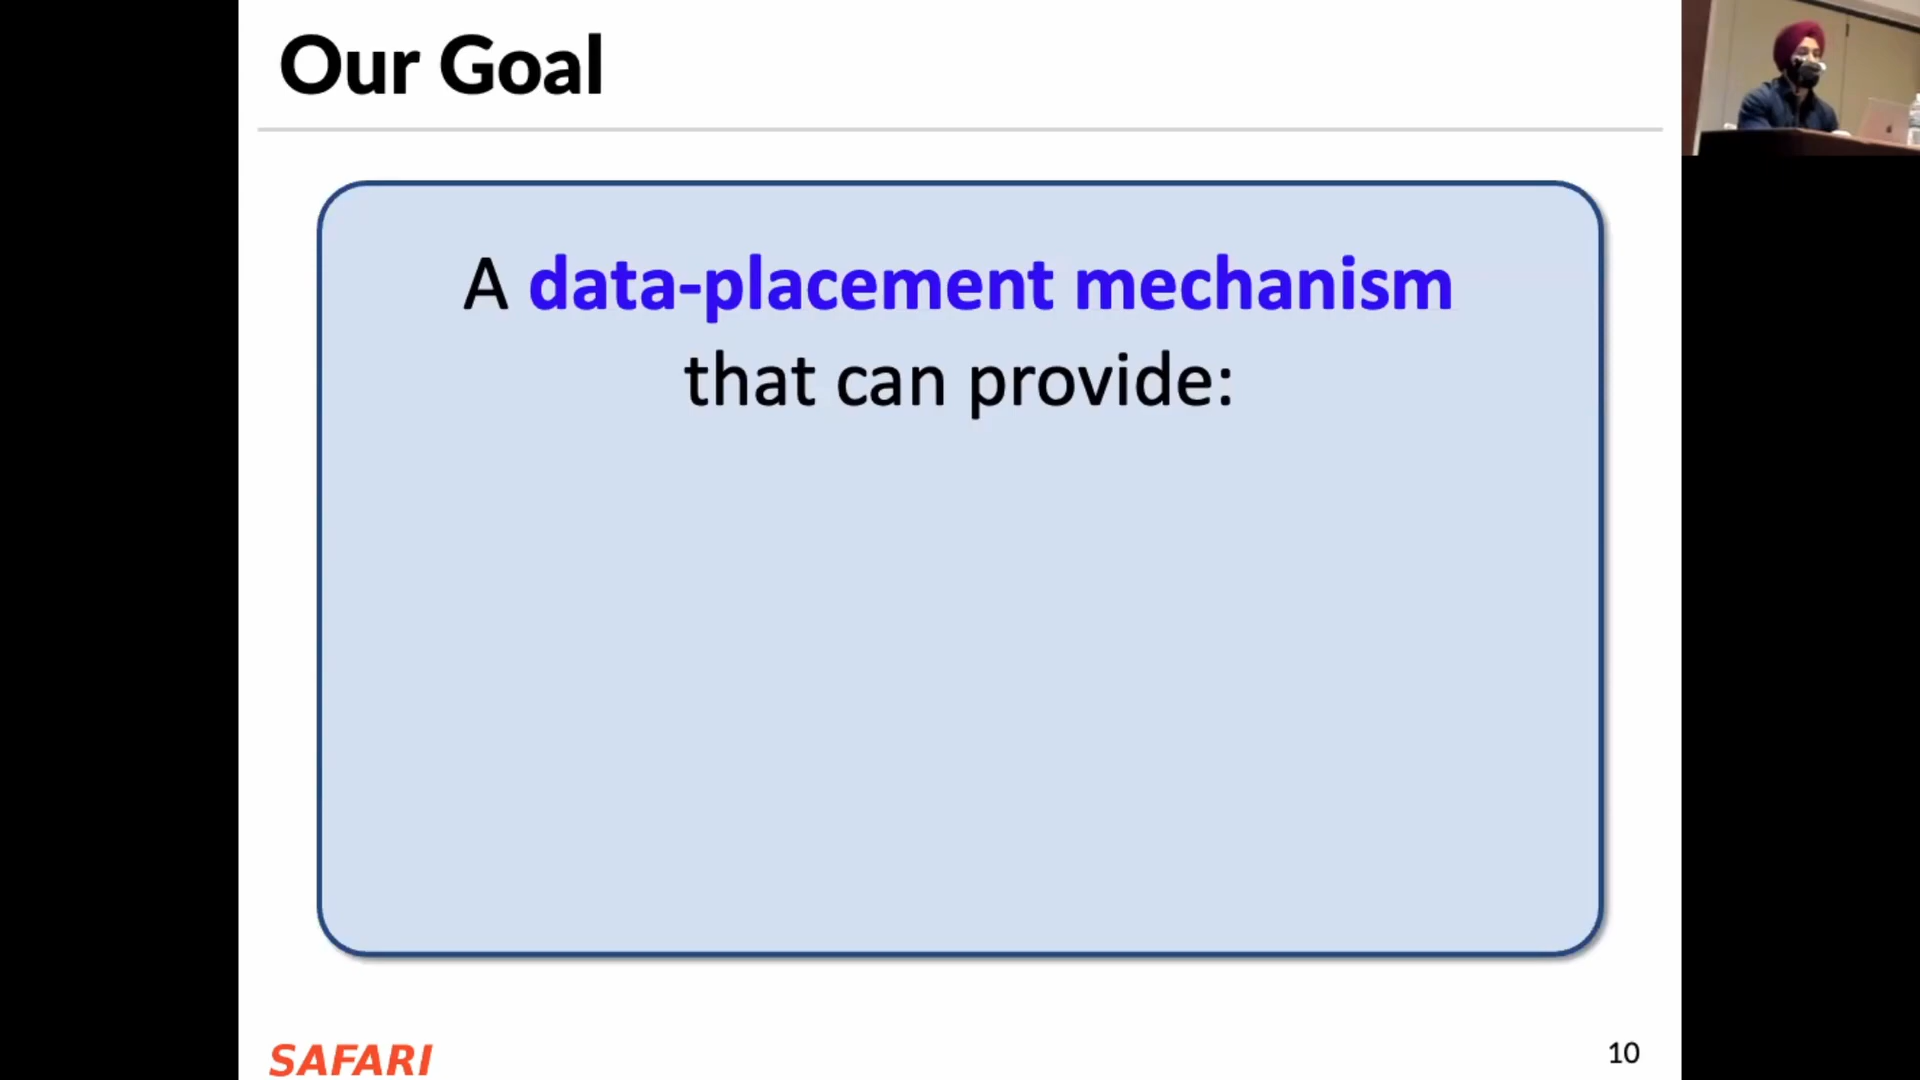 Our Goal
A data-placement mechanism
that can provide:
SAFARI
10